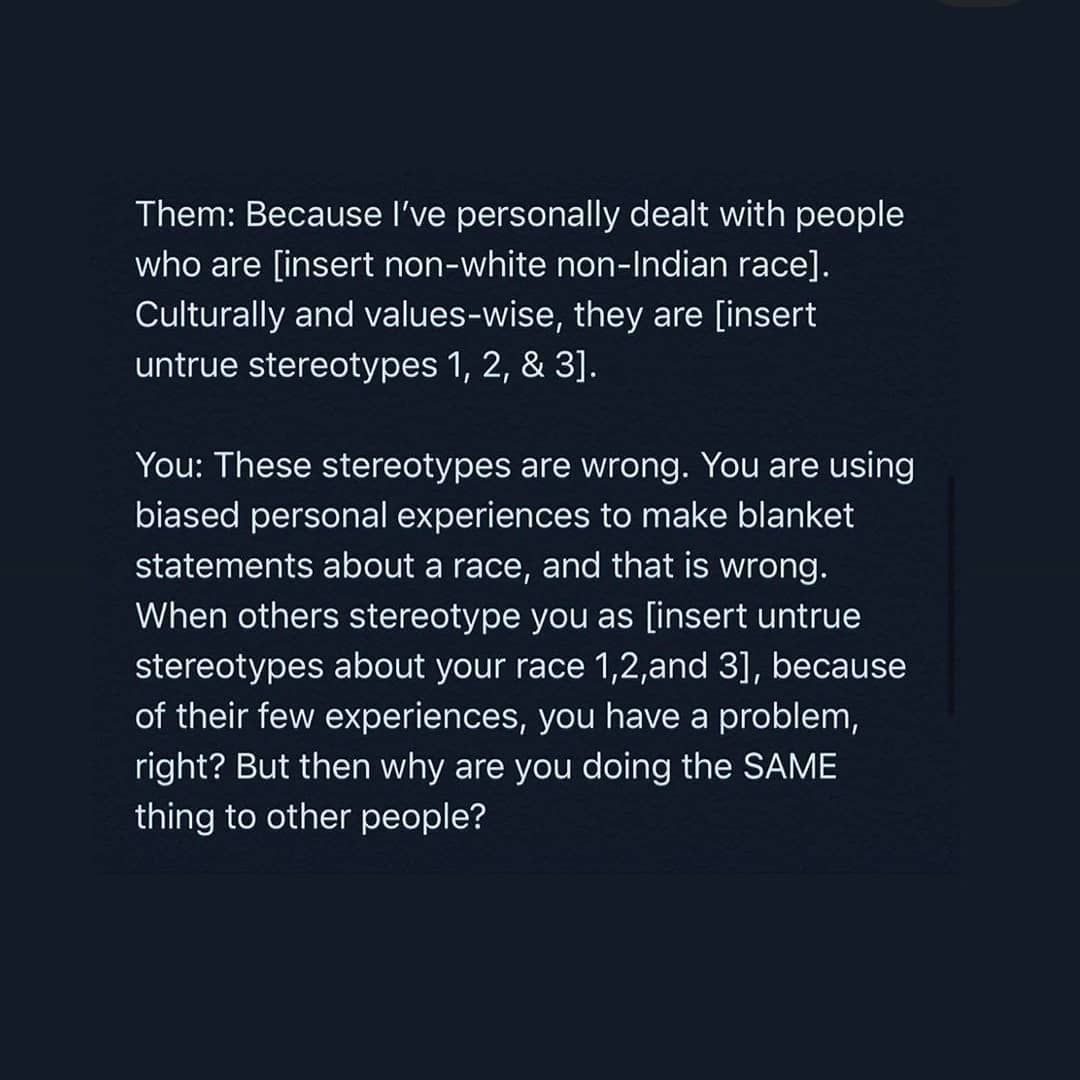 Them: Because I’ve personally dealt with people
who are [insert non-white non-Indian race].
Culturally and values-wise, they are [insert
untrue stereotypes 1, 2, & 3].
You: These stereotypes are wrong. You are using
biased personal experiences to make blanket
statements about a race, and that is wrong.
When others stereotype you as [insert untrue
stereotypes about your race 1,2,and 3], because
of their few experiences, you have a problem,
right? But then why are you doing the SAME
thing to other people?